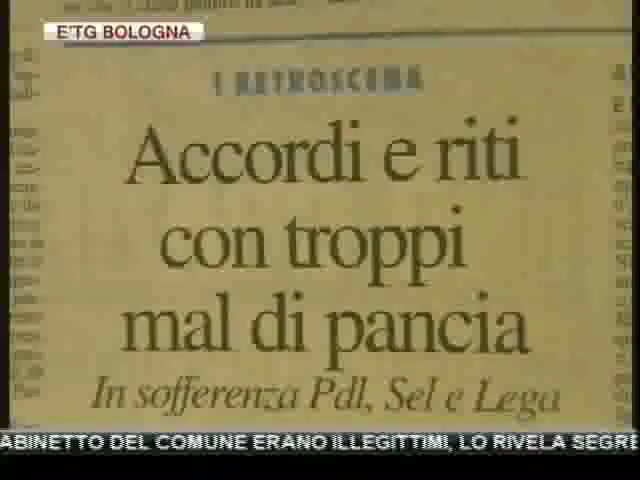 E'TG BOLOGNA
I RETROSCENA
Accordi e riti
con troppi
mal di pancia
In sofferenza Pdl, Sel e Lega
ABINETTO DEL COMUNE ERANO ILLEGITTIMI, LO RIVELA SEGRE